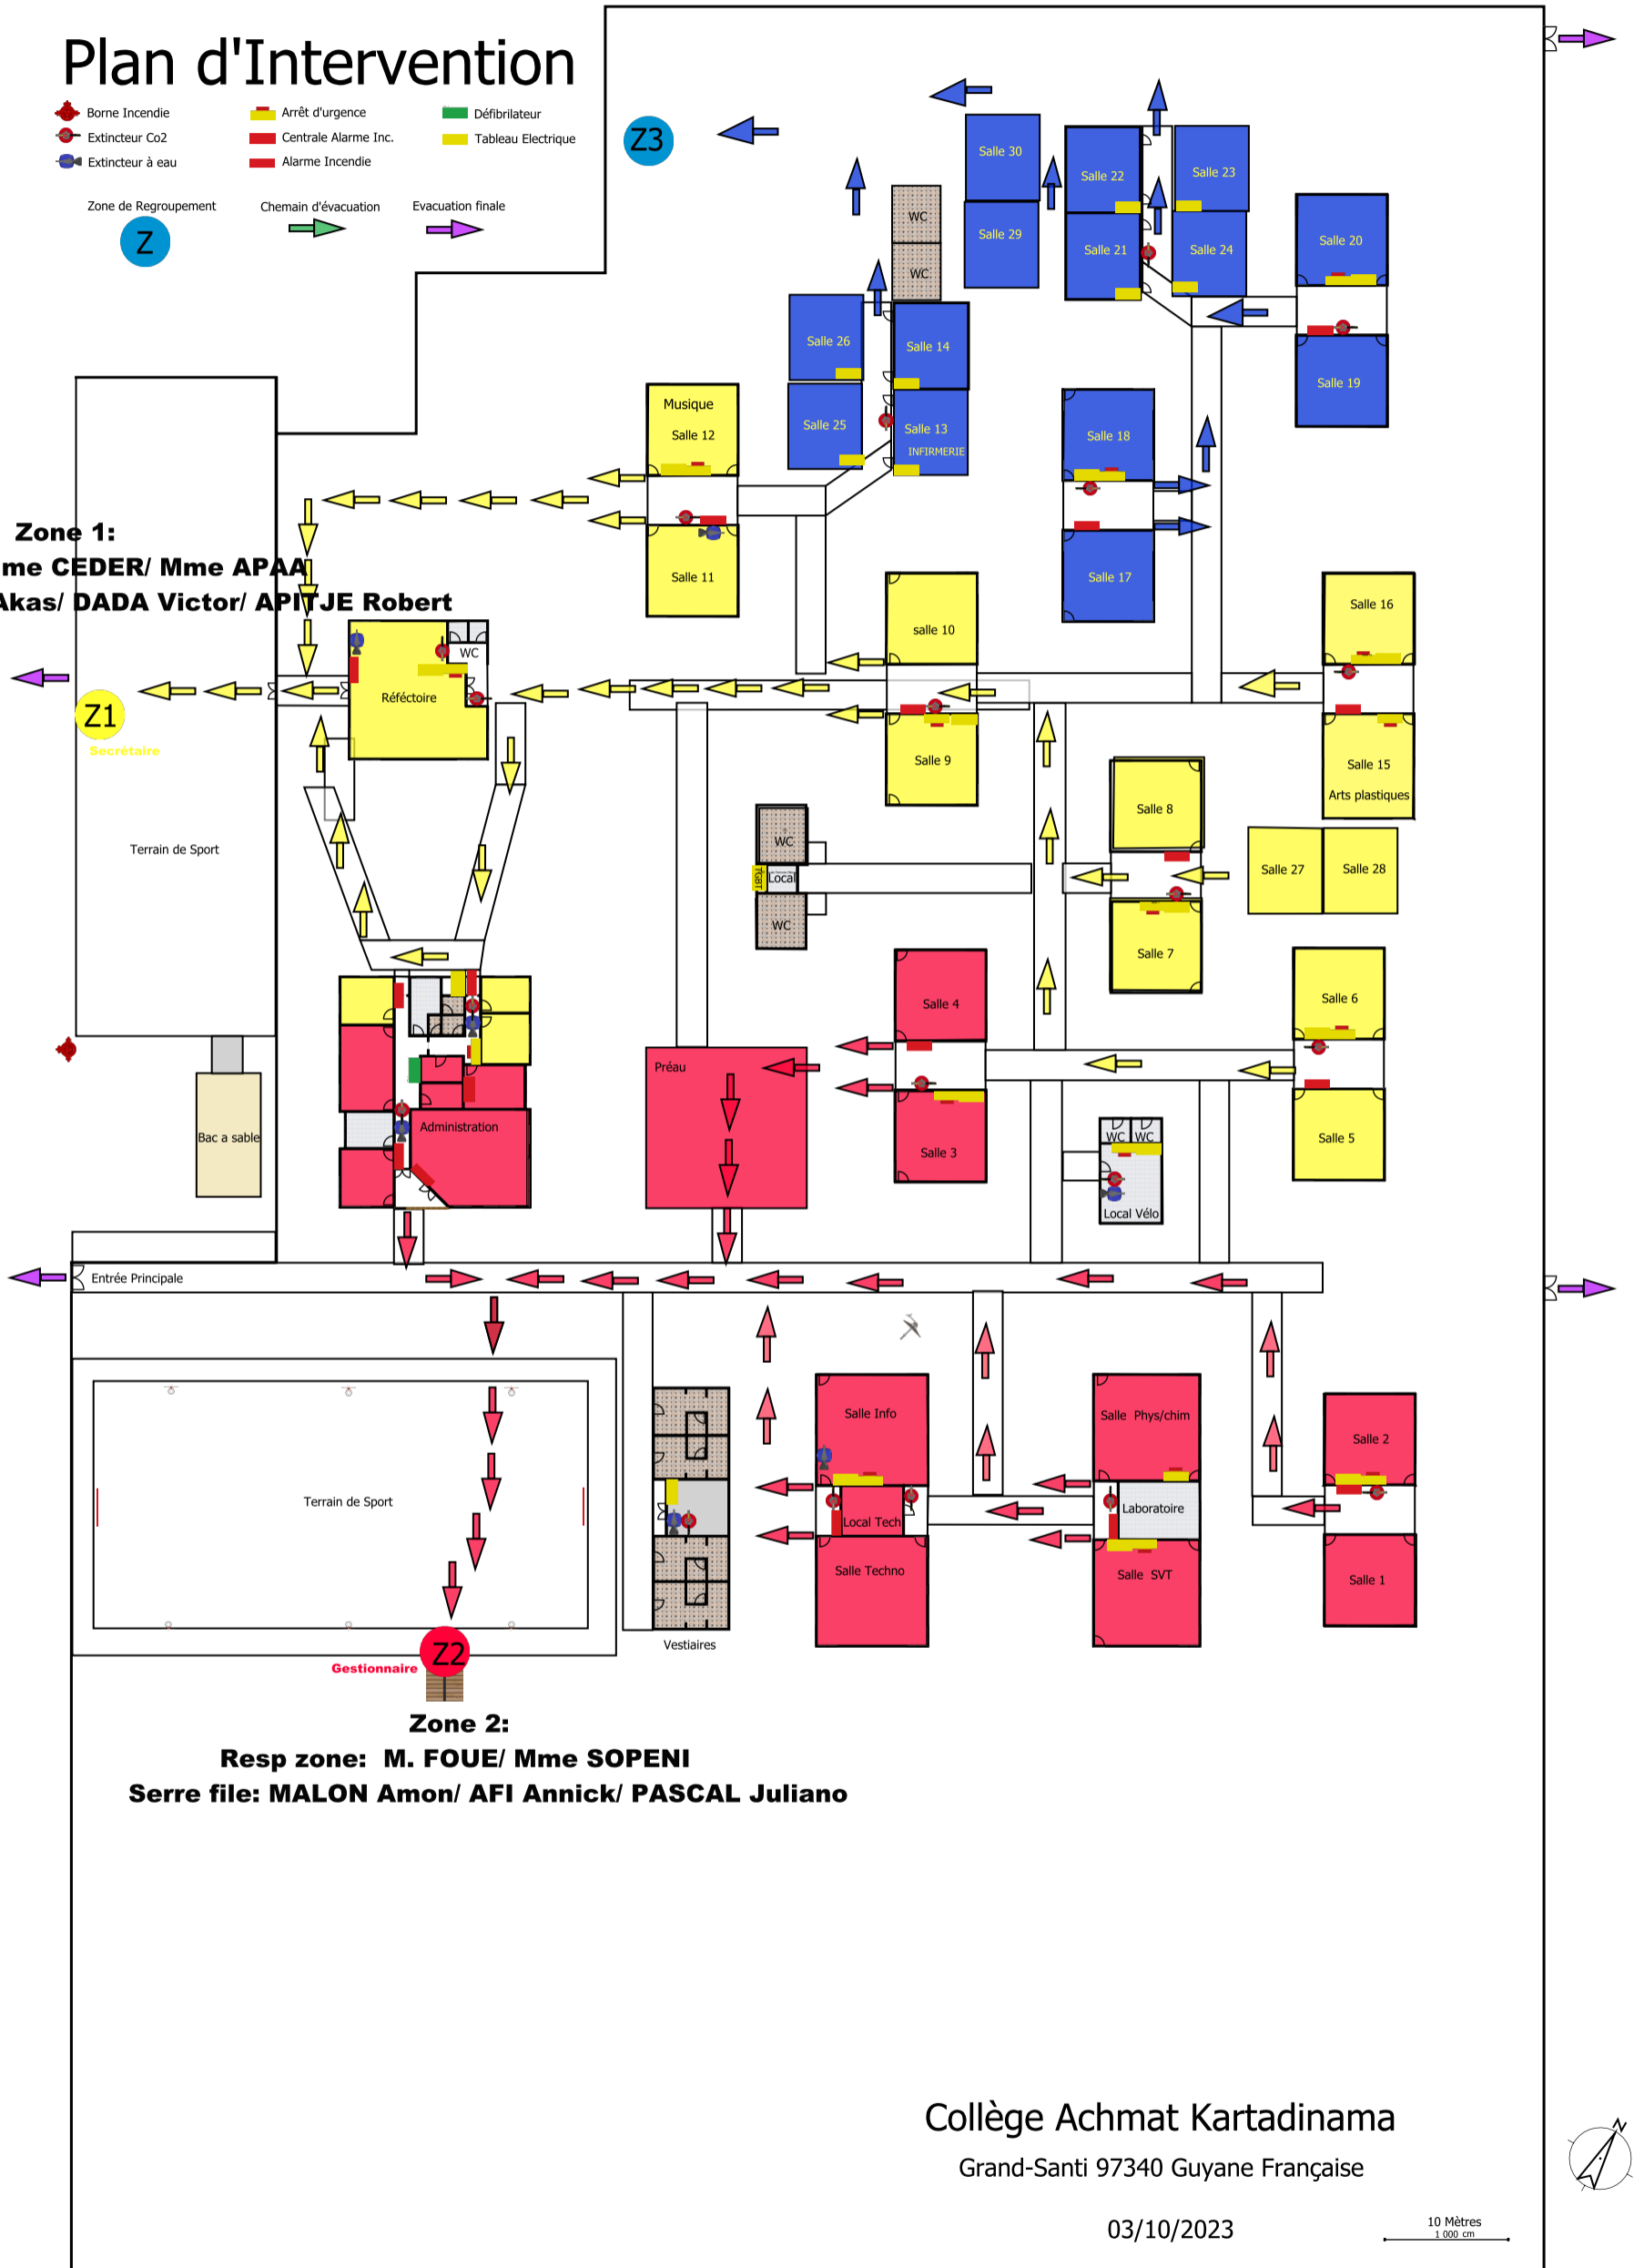 Plan d'Intervention
Borne Incendie
Extincteur Co2
Extincteur à eau
Arrêt d'urgence
Centrale Alarme Inc.
Alarme Incendie
Défibrilateur
Tableau Electrique
Zone de Regroupement
Z
Chemain d'évacuation
Evacuation finale
Z3
Salle 30
Salle 29
WC
WC
Salle 22
Salle 23
Salle 21
Salle 24
Salle 20
Salle 19
Salle 26
Salle 14
Salle 25
Salle 13
INFIRMERIE
Musique
Salle 12
Salle 11
Salle 18
Salle 17
Zone 1:
me CEDER/ Mme APAA
Akas/ DADA Victor/ APITJE Robert
salle 10
Salle 9
Salle 16
Salle 15
Arts plastiques
WC
Réféctoire
Z1
Secrétaire
Terrain de Sport
Salle 8
Salle 7
Salle 27
Salle 28
WC
TGBT
Local
WC
Salle 4
Salle 3
Salle 6
Salle 5
Préau
Bac a sable
Administration
WC
WC
Local Vélo
Entrée Principale
Terrain de Sport
Salle Info
Local Tech
Salle Techno
Salle Phys/chim
Laboratoire
Salle SVT
Salle 2
Salle 1
Vestiaires
Z2
Gestionnaire
Zone 2:
Resp zone: M. FOUE/ Mme SOPENI
Serre file: MALON Amon/ AFI Annick/ PASCAL Juliano
Collège Achmat Kartadinama
Grand-Santi 97340 Guyane Française
03/10/2023
N
10 Mètres
1 000 cm